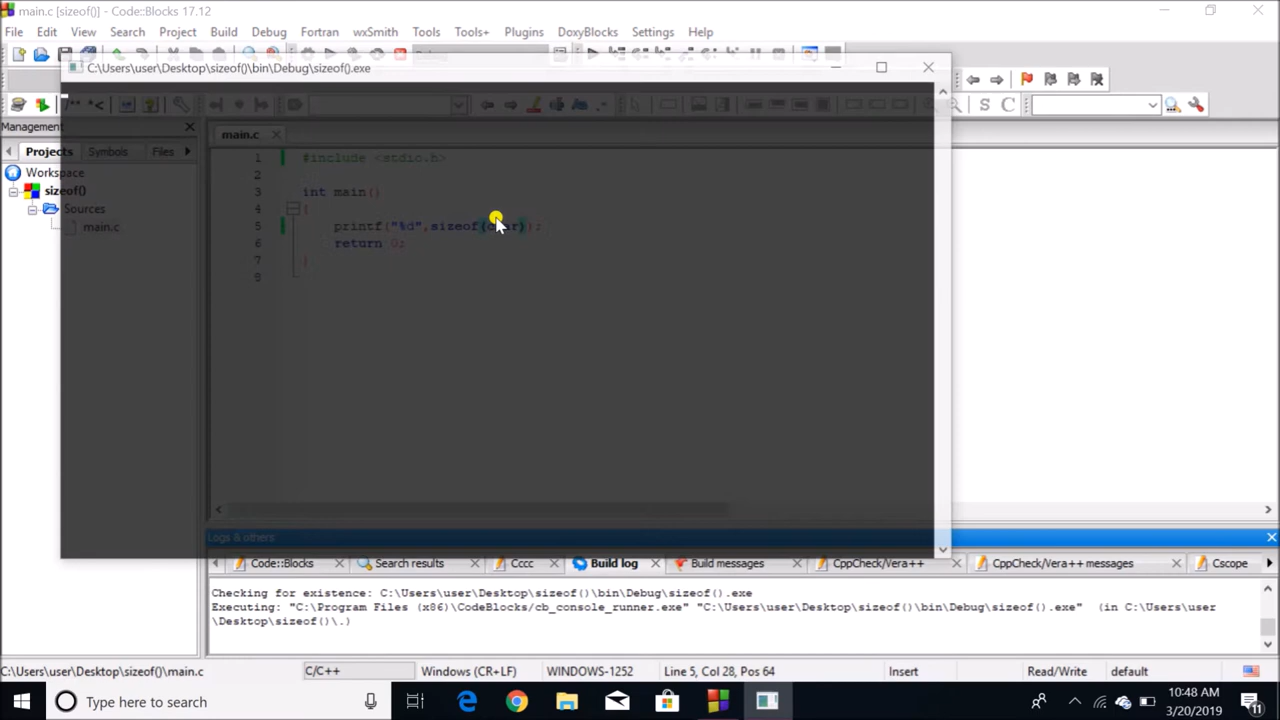 main.c [sizeof()] - Code::Blocks 17.12
File Edit View Search Project Build Debug Fortran wxSmith Tools Tools+ Plugins DoxyBlocks Settings Help
C:\Users\user\Desktop\sizeof()\bin\Debug\sizeof().exe
/** *<
S C
Management
main.c
Projects Symbols Files
Workspace
sizeof()
Sources
main.c
1 #include <stdio.h>
2
3 int main()
4 {
5 printf("%d",sizeof(char));
6 return 0;
7 }
8
Logs & others
Code::Blocks Search results Cccc Build log Build messages CppCheck/Vera++ CppCheck/Vera++ messages Cscope
Checking for existence: C:\Users\user\Desktop\sizeof()\bin\Debug\sizeof().exe
Executing: "C:\Program Files (x86)\CodeBlocks/cb_console_runner.exe" "C:\Users\user\Desktop\sizeof()\bin\Debug\sizeof().exe" (in C:\Users\user
\Desktop\sizeof()\.)
C:\Users\user\Desktop\sizeof()\main.c C/C++ Windows (CR+LF) WINDOWS-1252 Line 5, Col 28, Pos 64 Insert Read/Write default
Type here to search
10:48 AM
3/20/2019
11